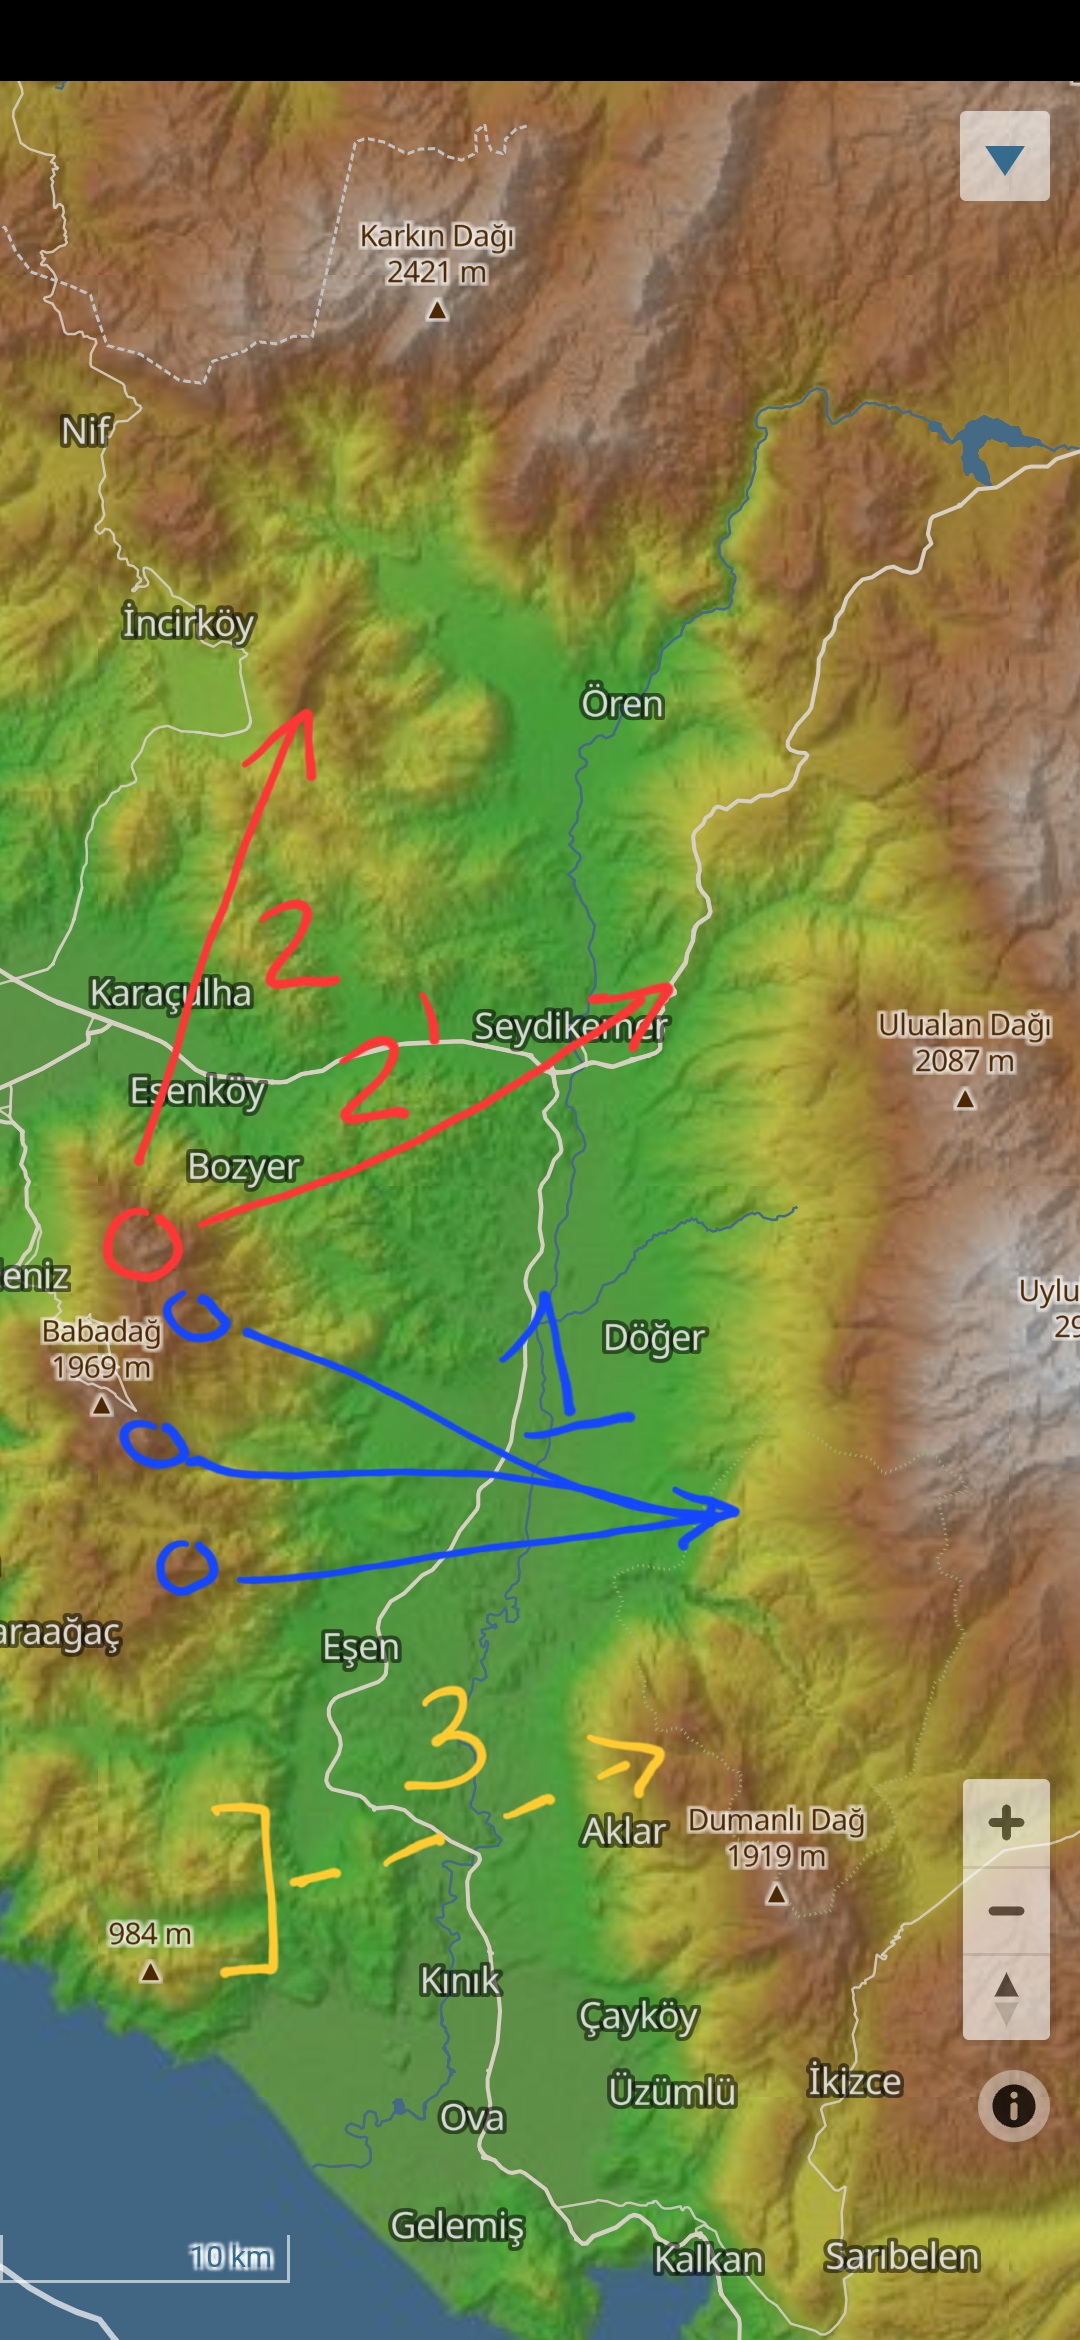 Karkın Dağı
2421 m
Nif
İncirköy
Ören
2
Karaçulha
Seydikemer
Uluualan Dağı
2087 m
2'
Esenköy
Bozyer
eniz
Uylu
29
Babadağ
1969 m
Döğer
1
araağaç
Eşen
3
Aklar
Dumanlı Dağ
1919 m
984 m
Kınık
Çayköy
Üzümlü
İkizce
Ova
Gelemiş
10 km
Kalkan
Sarıbelen